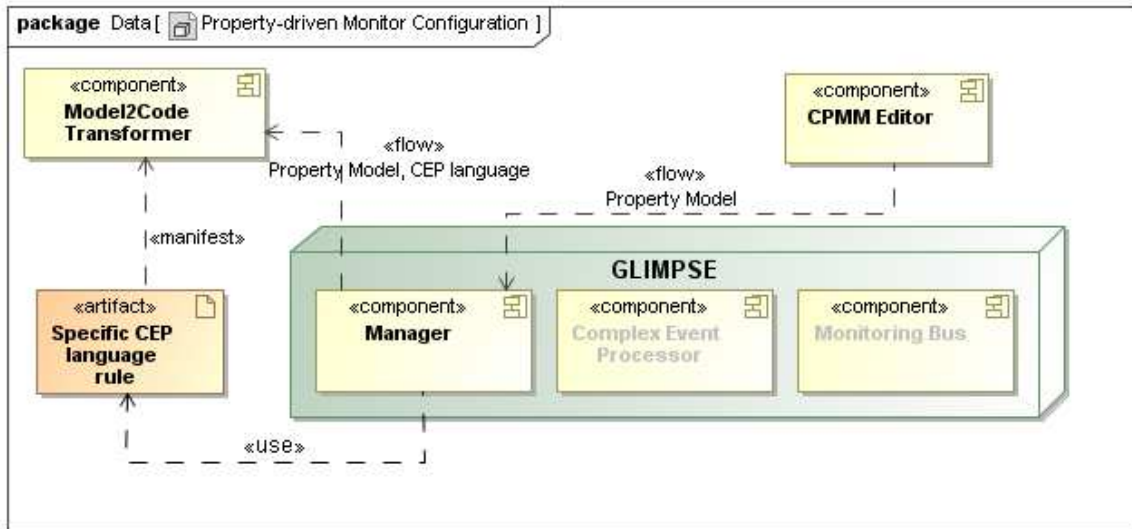 package Data [ Property-driven Monitor Configuration ]
«component»
Model2Code
Transformer
«component»
CPMM Editor
«flow»
Property Model, CEP language
«flow»
Property Model
«manifest»
GLIMPSE
«artifact»
Specific CEP
language
rule
«component»
Manager
«component»
Complex Event
Processor
«component»
Monitoring Bus
«use»